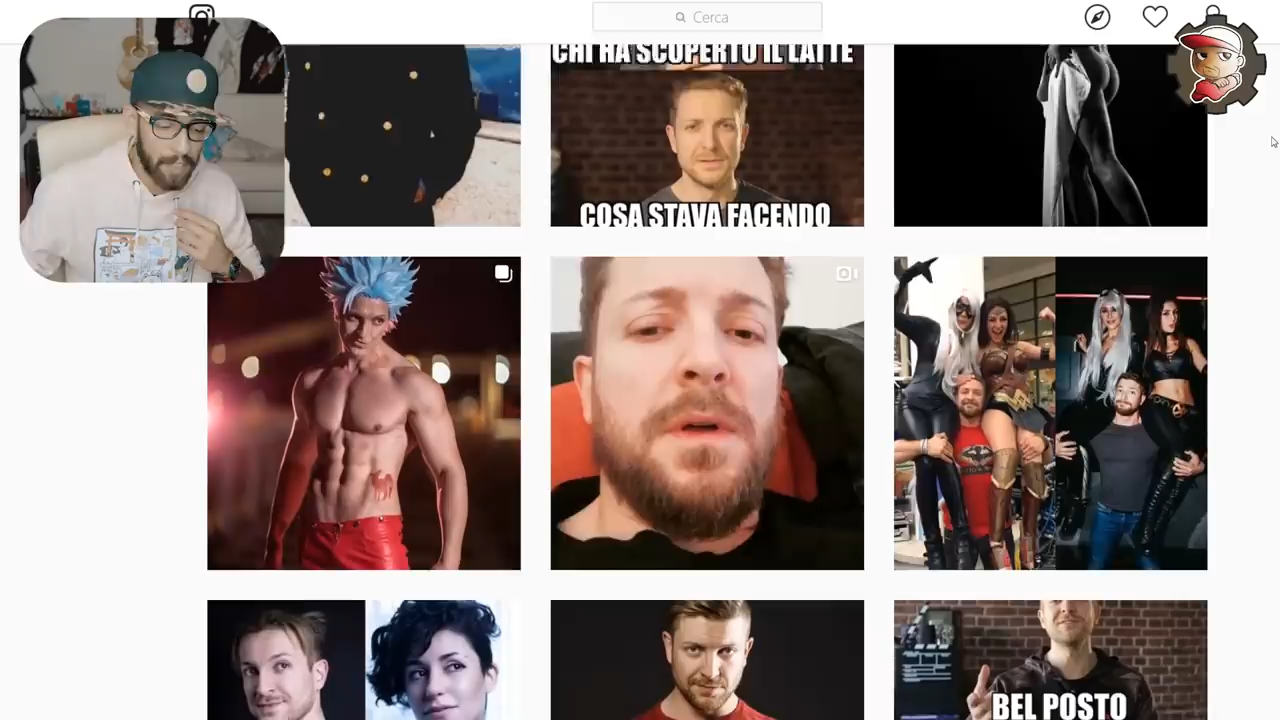 Cerca
CHI HA SCOPERTO IL LATTE
COSA STAVA FACENDO
BEL POSTO